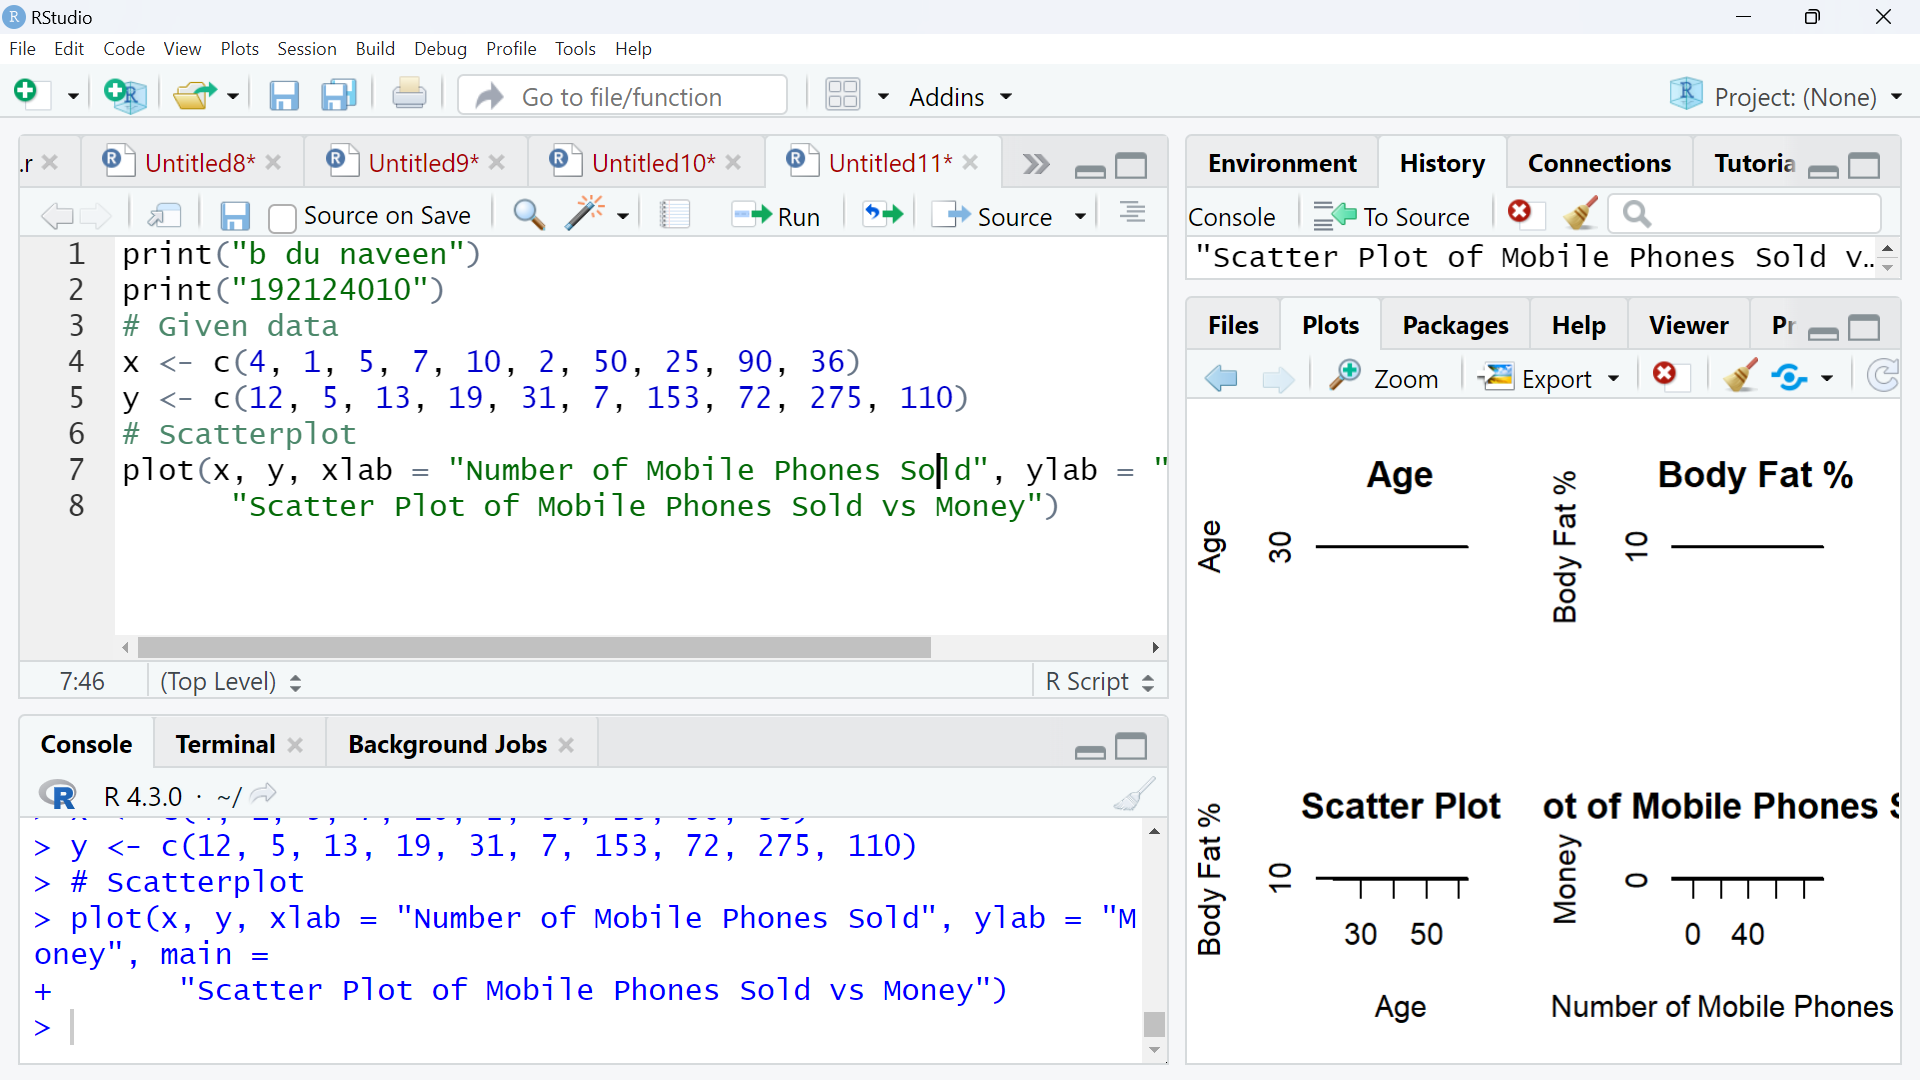 RStudio
File Edit Code View Plots Session Build Debug Profile Tools Help
Go to file/function Addins Project: (None)
.r Untitled8* Untitled9* Untitled10* Untitled11*
Source on Save Run Source
1 print("b du naveen")
2 print("192124010")
3 # Given data
4 x <- c(4, 1, 5, 7, 10, 2, 50, 25, 90, 36)
5 y <- c(12, 5, 13, 19, 31, 7, 153, 72, 275, 110)
6 # Scatterplot
7 plot(x, y, xlab = "Number of Mobile Phones Sold", ylab = "
8 "Scatter Plot of Mobile Phones Sold vs Money")
7:46 (Top Level) R Script
Console Terminal Background Jobs
R 4.3.0 · ~/
> y <- c(12, 5, 13, 19, 31, 7, 153, 72, 275, 110)
> # Scatterplot
> plot(x, y, xlab = "Number of Mobile Phones Sold", ylab = "M
oney", main =
+ "Scatter Plot of Mobile Phones Sold vs Money")
>
Environment History Connections Tutoria
Console To Source
"Scatter Plot of Mobile Phones Sold v…
Files Plots Packages Help Viewer Pr
Zoom Export
Age Body Fat %
Age 30 Body Fat % 10
Scatter Plot ot of Mobile Phones S
Body Fat % 10 Money 0
30 50 0 40
Age Number of Mobile Phones